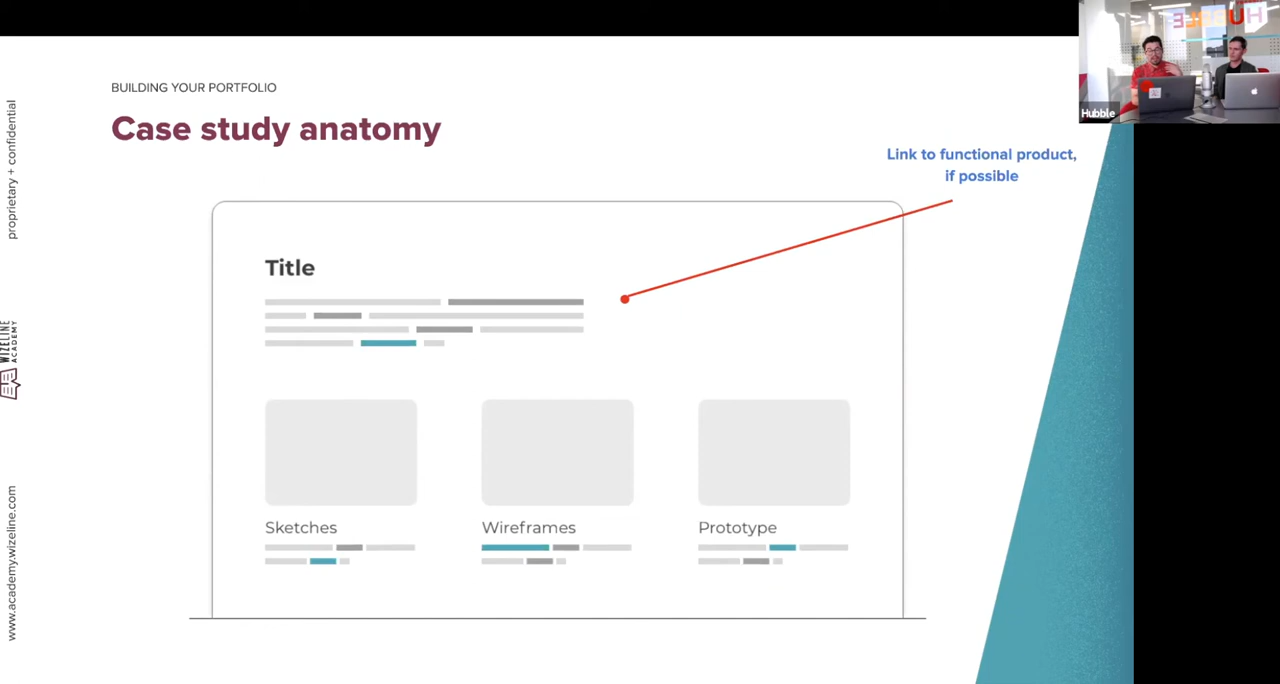 BUILDING YOUR PORTFOLIO
Case study anatomy
Link to functional product,
if possible
Title
Sketches
Wireframes
Prototype
proprietary + confidential
WIZELINE
ACADEMY
www.academy.wizeline.com
HUBBLE
Hubble